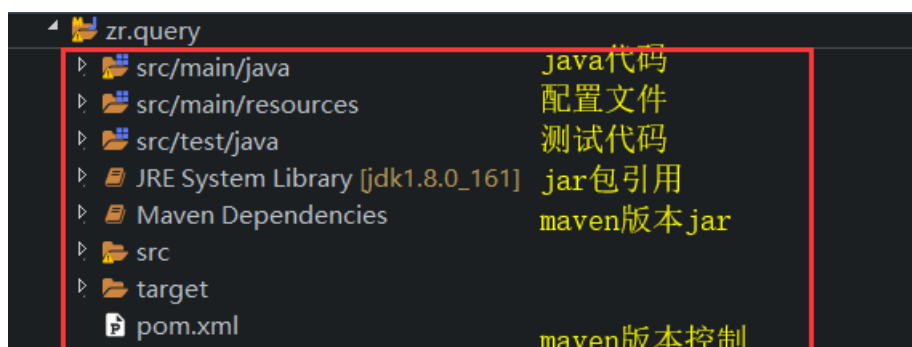 zr.query
src/main/java java代码
src/main/resources 配置文件
src/test/java 测试代码
JRE System Library [jdk1.8.0_161] jar包引用
Maven Dependencies maven版本jar
src
target
pom.xml maven版本控制